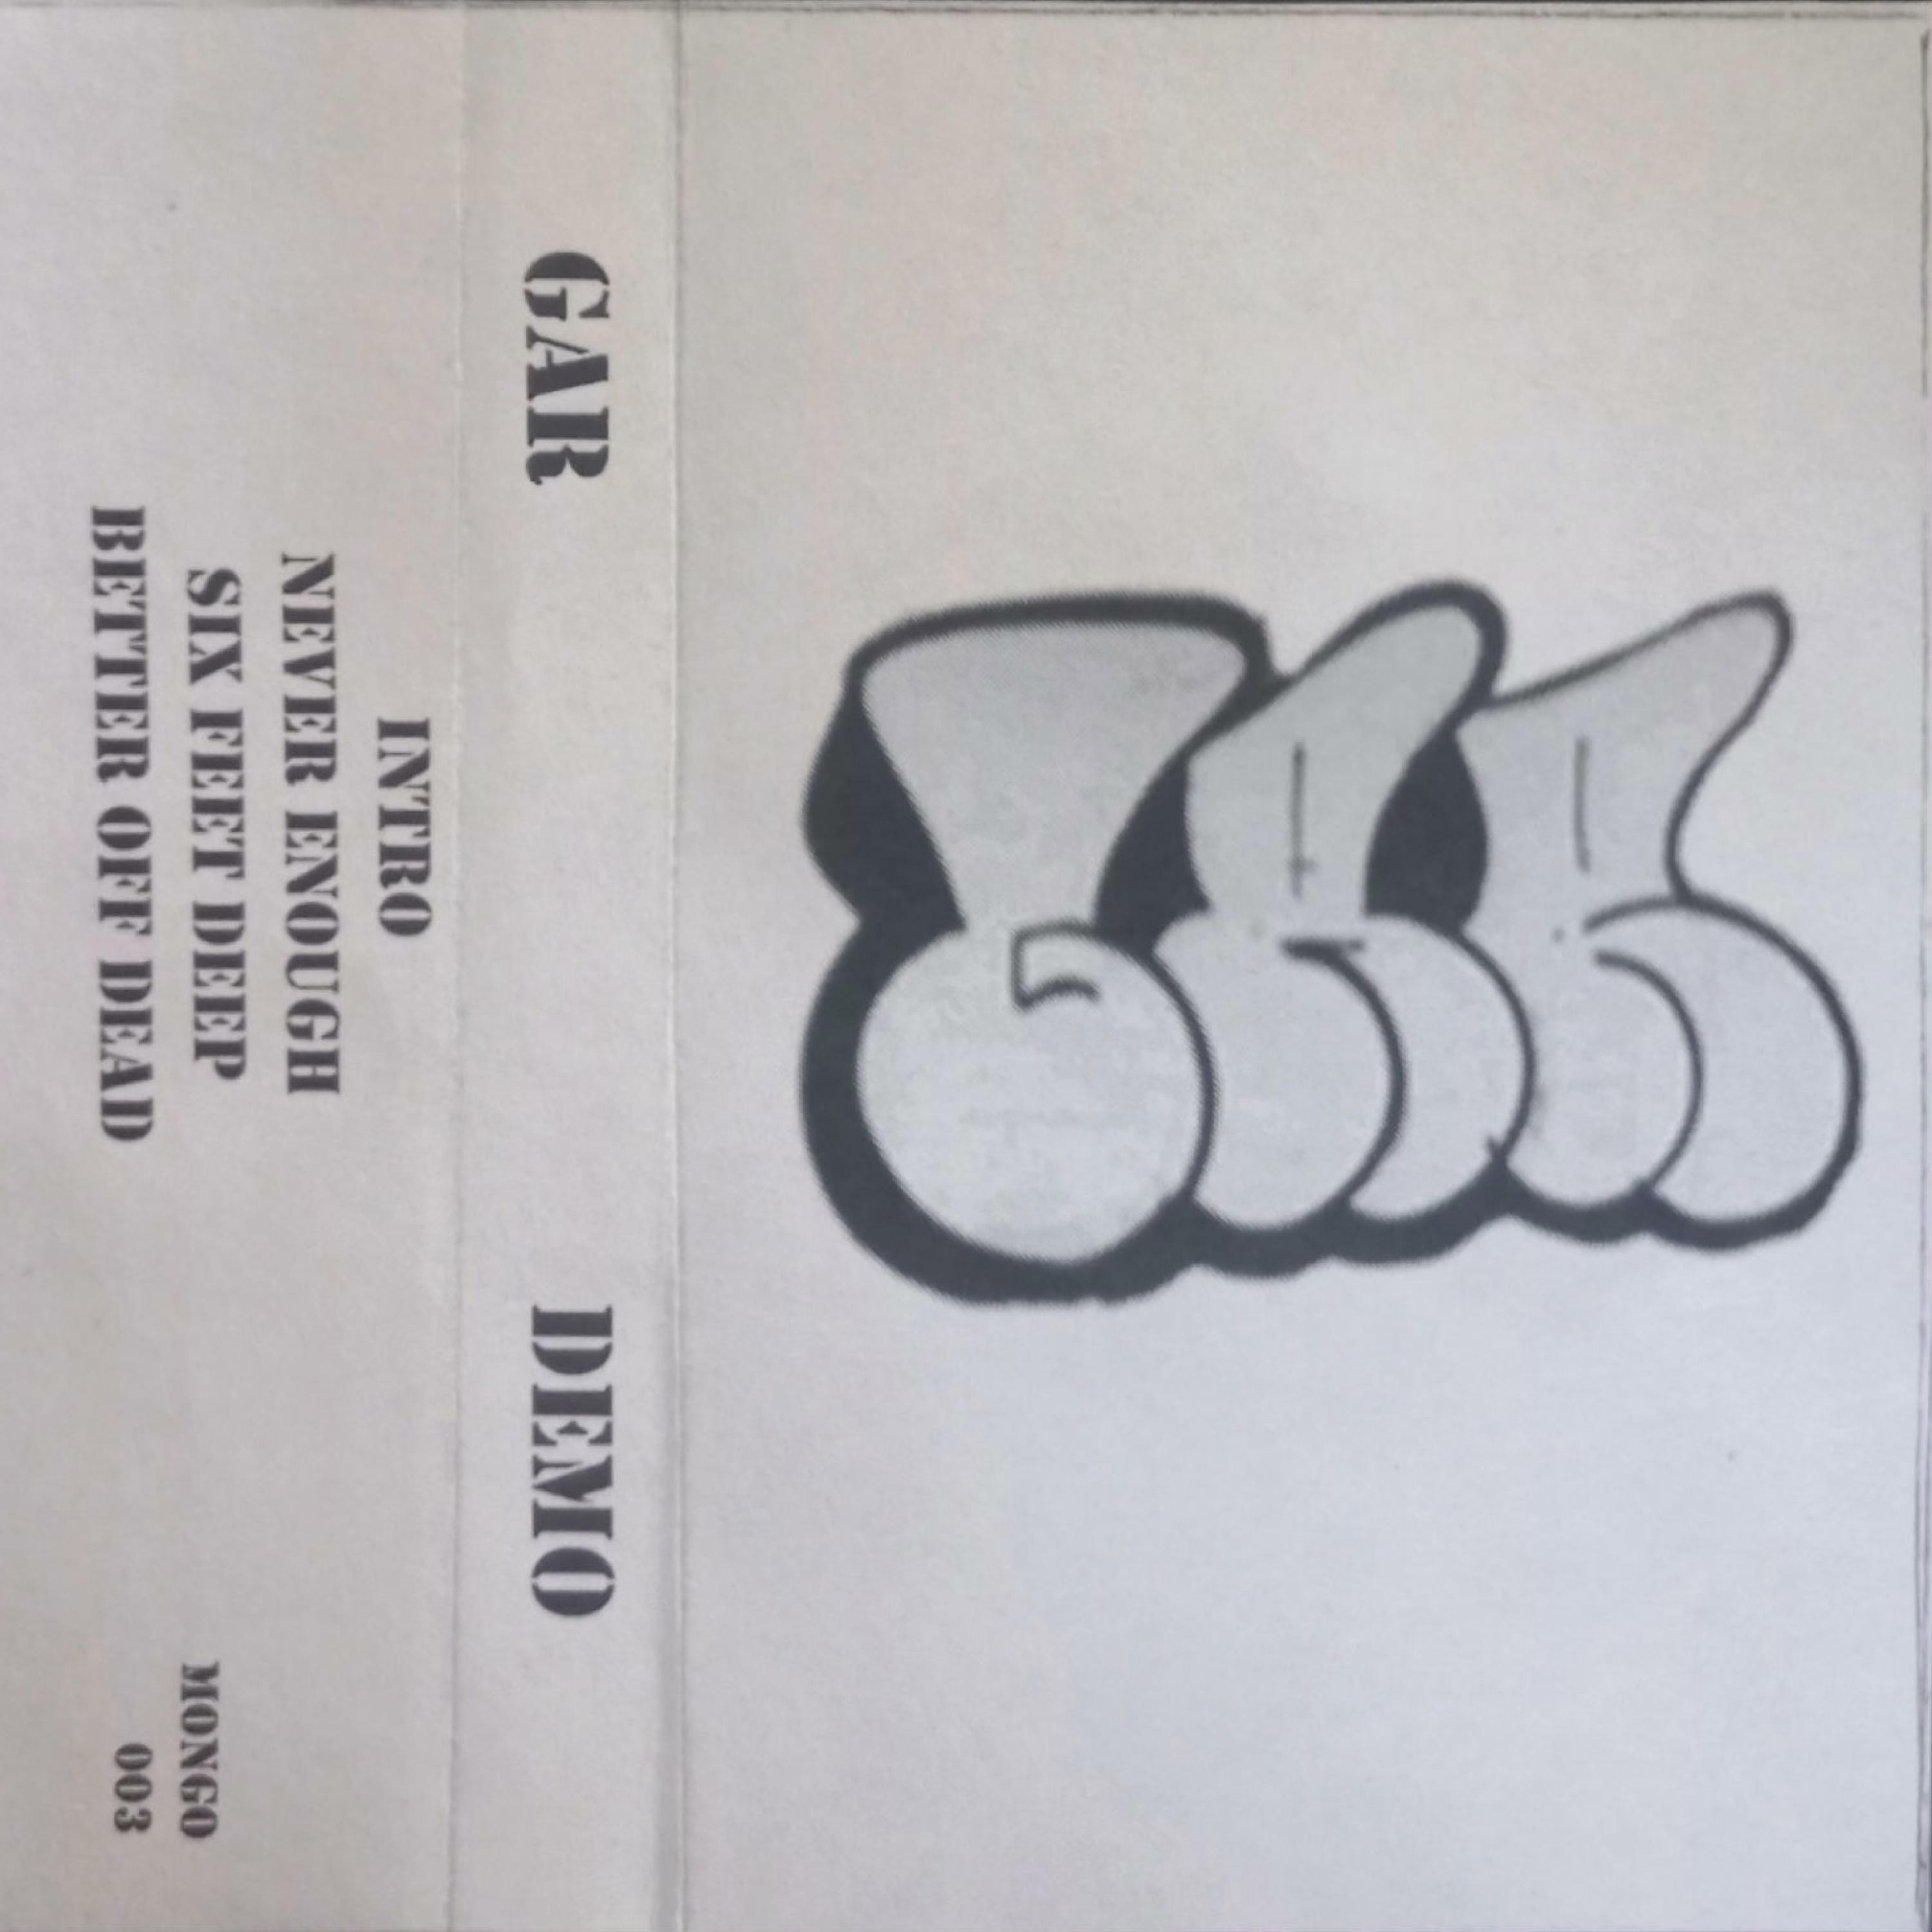 GAR DEMO
INTRO
NEVER ENOUGH
SIX FEET DEEP
BETTER OFF DEAD
MONGO
003